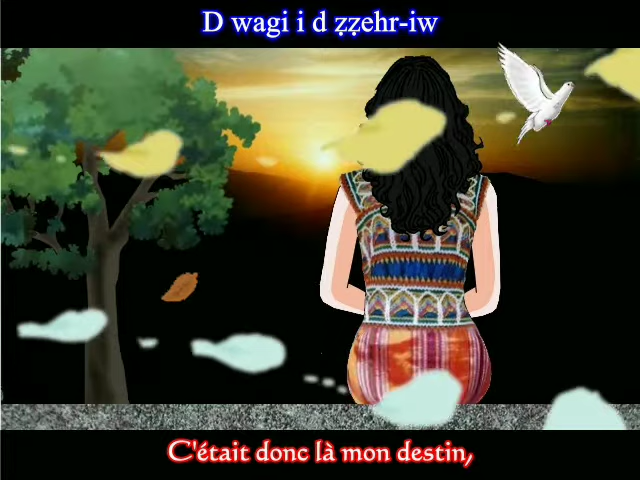 D wagi i d ẓẓehr-iw
C'était donc là mon destin,